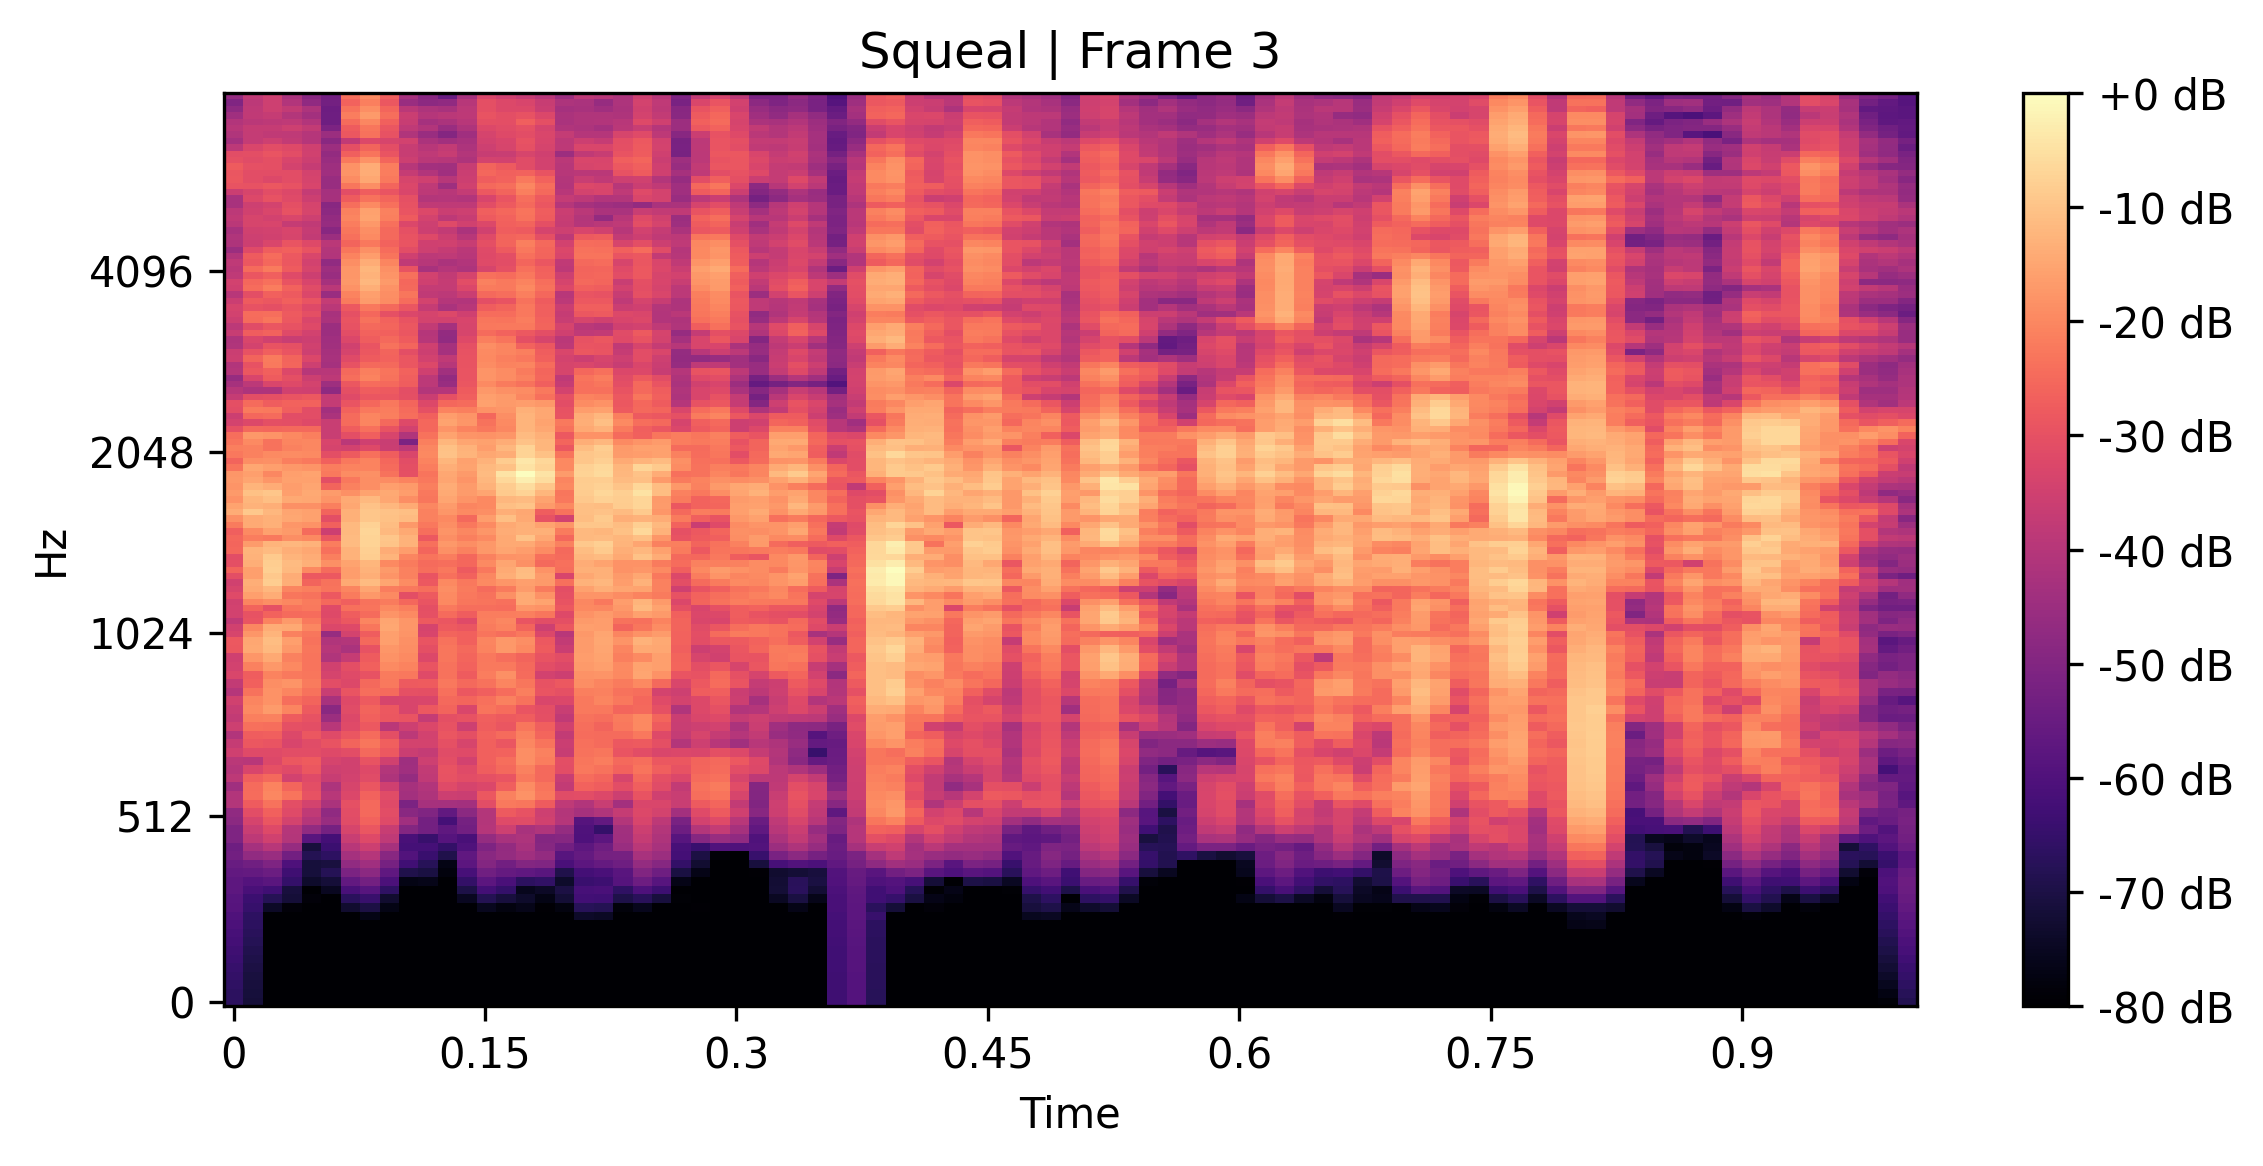 Squeal | Frame 3
+0 dB
-10 dB
-20 dB
-30 dB
-40 dB
-50 dB
-60 dB
-70 dB
-80 dB
Hz
4096
2048
1024
512
0
0 0.15 0.3 0.45 0.6 0.75 0.9
Time